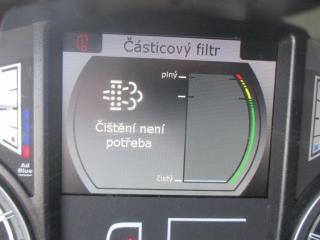 Částicový filtr
plný
Čištění není
potřeba
čistý
Ad
Blue